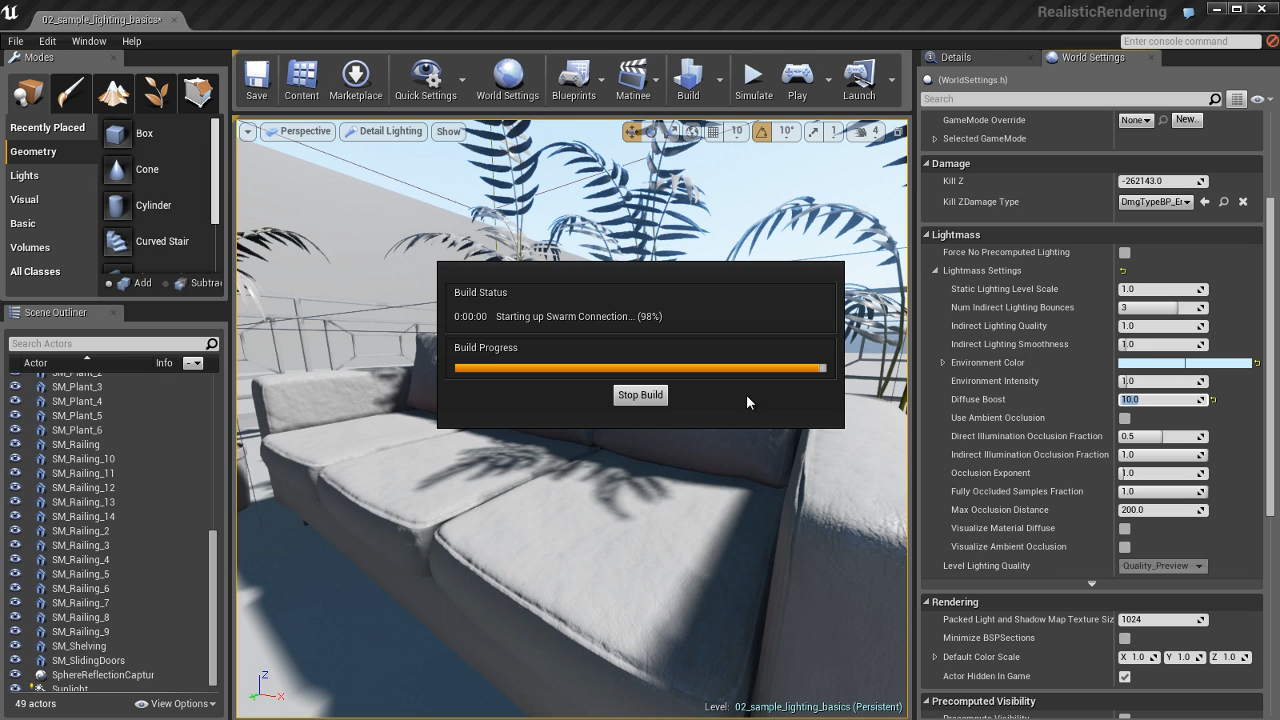 02_sample_lighting_basics*
RealisticRendering
File Edit Window Help
Enter console command
Modes
Recently Placed
Geometry
Lights
Visual
Basic
Volumes
All Classes
Box
Cone
Cylinder
Curved Stair
Add Subtra
Save Content Marketplace Quick Settings World Settings Blueprints Matinee Build Simulate Play Launch
Perspective Detail Lighting Show
10 10° 1 4
Build Status
0:00:00 Starting up Swarm Connection... (98%)
Build Progress
Stop Build
Z
X
Level: 02_sample_lighting_basics (Persistent)
Scene Outliner
Search Actors
Actor Info
SM_Plant_2
SM_Plant_3
SM_Plant_4
SM_Plant_5
SM_Plant_6
SM_Railing
SM_Railing_10
SM_Railing_11
SM_Railing_12
SM_Railing_13
SM_Railing_14
SM_Railing_2
SM_Railing_3
SM_Railing_4
SM_Railing_5
SM_Railing_6
SM_Railing_7
SM_Railing_8
SM_Railing_9
SM_Shelving
SM_SlidingDoors
SphereReflectionCaptur
Sunlight
49 actors View Options
Details World Settings
(WorldSettings.h)
Search
GameMode Override None New..
Selected GameMode
Damage
Kill Z -262143.0
Kill ZDamage Type DmgTypeBP_Er
Lightmass
Force No Precomputed Lighting
Lightmass Settings
Static Lighting Level Scale 1.0
Num Indirect Lighting Bounces 3
Indirect Lighting Quality 1.0
Indirect Lighting Smoothness 1.0
Environment Color
Environment Intensity 1.0
Diffuse Boost 10.0
Use Ambient Occlusion
Direct Illumination Occlusion Fraction 0.5
Indirect Illumination Occlusion Fraction 1.0
Occlusion Exponent 1.0
Fully Occluded Samples Fraction 1.0
Max Occlusion Distance 200.0
Visualize Material Diffuse
Visualize Ambient Occlusion
Level Lighting Quality Quality_Preview
Rendering
Packed Light and Shadow Map Texture Siz 1024
Minimize BSPSections
Default Color Scale X 1.0 Y 1.0 Z 1.0
Actor Hidden In Game
Precomputed Visibility
Precompute Visibility